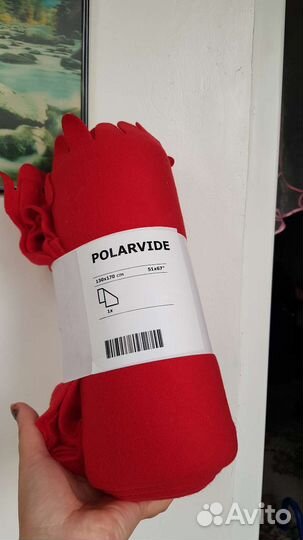 POLARVIDE
130x170 cm 51x67"
1x
Avito